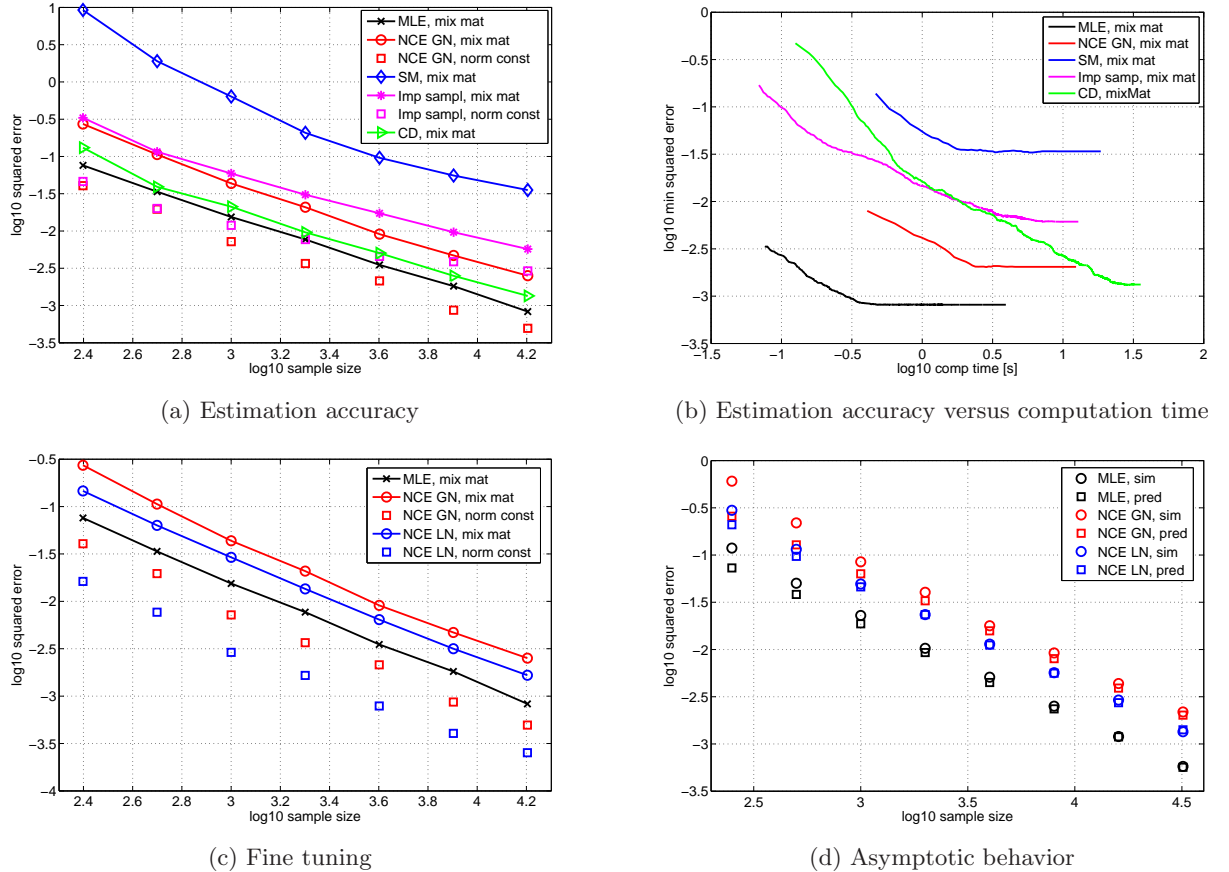 1
0.5
0
−0.5
−1
−1.5
−2
−2.5
−3
−3.5
log10 squared error
2.4 2.6 2.8 3 3.2 3.4 3.6 3.8 4 4.2
log10 sample size
MLE, mix mat
NCE GN, mix mat
NCE GN, norm const
SM, mix mat
Imp sampl, mix mat
Imp sampl, norm const
CD, mix mat
(a) Estimation accuracy
0
−0.5
−1
−1.5
−2
−2.5
−3
−3.5
log10 min squared error
−1.5 −1 −0.5 0 0.5 1 1.5 2
log10 comp time [s]
MLE, mix mat
NCE GN, mix mat
SM, mix mat
Imp samp, mix mat
CD, mixMat
(b) Estimation accuracy versus computation time
−0.5
−1
−1.5
−2
−2.5
−3
−3.5
−4
log10 squared error
2.4 2.6 2.8 3 3.2 3.4 3.6 3.8 4 4.2
log10 sample size
MLE, mix mat
NCE GN, mix mat
NCE GN, norm const
NCE LN, mix mat
NCE LN, norm const
(c) Fine tuning
0
−0.5
−1
−1.5
−2
−2.5
−3
−3.5
log10 squared error
2.5 3 3.5 4 4.5
log10 sample size
MLE, sim
MLE, pred
NCE GN, sim
NCE GN, pred
NCE LN, sim
NCE LN, pred
(d) Asymptotic behavior